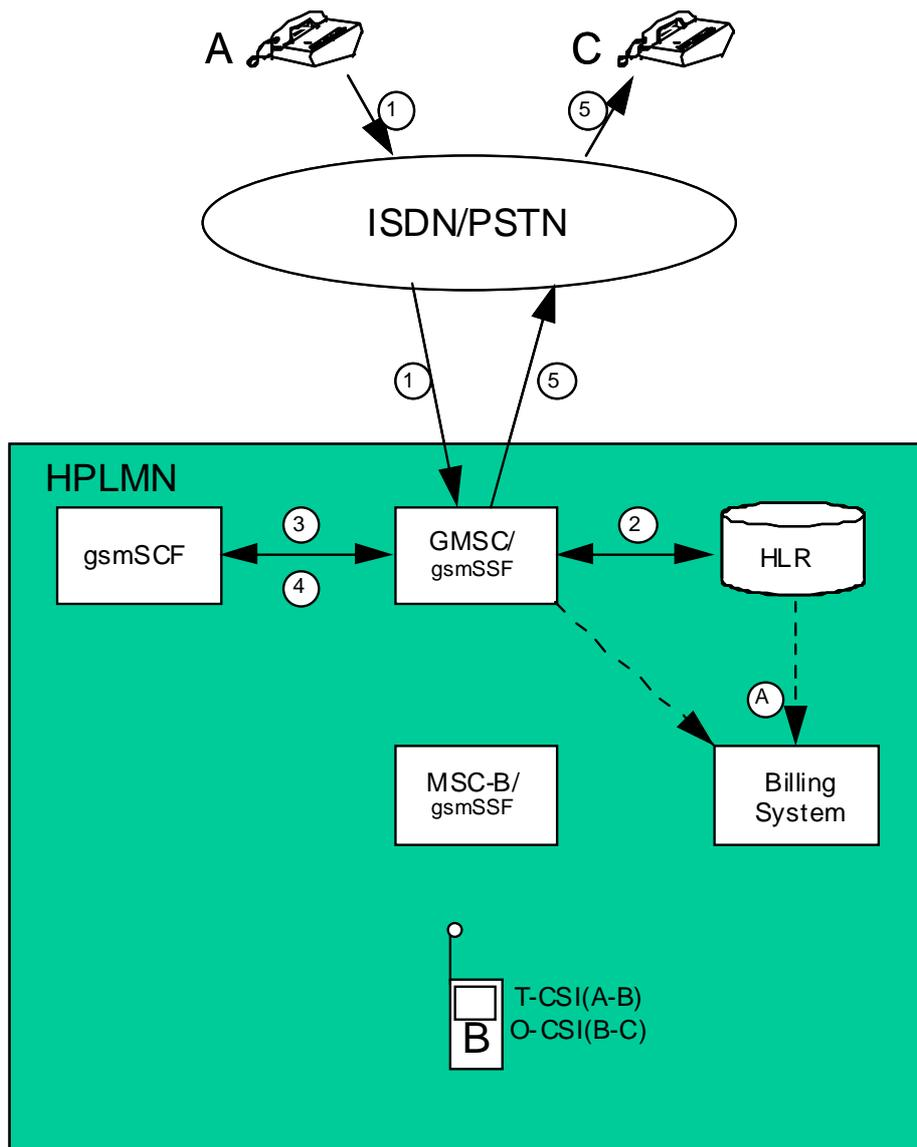 A
C
1
5
ISDN/PSTN
1
5
HPLMN
gsmSCF
3
4
GMSC/
gsmSSF
2
HLR
A
MSC-B/
gsmSSF
Billing
System
T-CSI(A-B)
O-CSI(B-C)
B